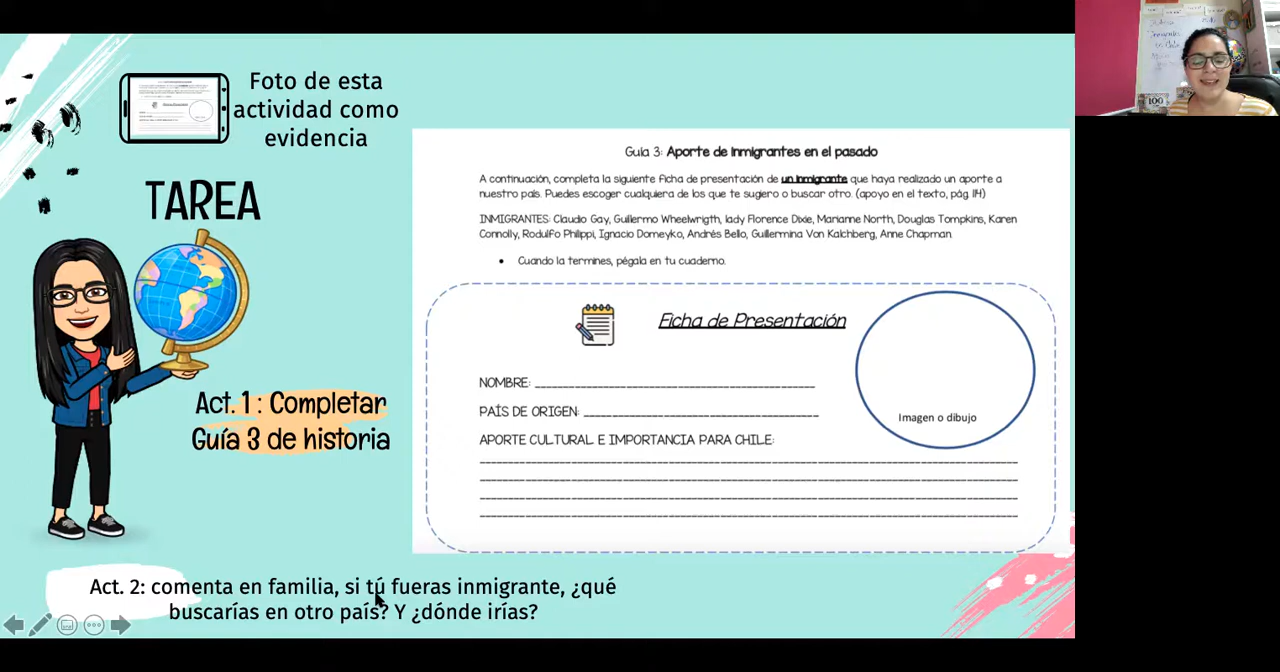 Foto de esta
actividad como
evidencia
TAREA
Act. 1 : Completar
Guía 3 de historia
Guía 3: Aporte de inmigrantes en el pasado
A continuación, completa la siguiente ficha de presentación de un inmigrante que haya realizado un aporte a
nuestro país. Puedes escoger cualquiera de los que te sugiero o buscar otro. (apoyo en el texto, pág. 114)
INMIGRANTES: Claudio Gay, Guillermo Wheelwrigth, lady Florence Dixie, Marianne North, Douglas Tompkins, Karen
Connolly, Rodulfo Philippi, Ignacio Domeyko, Andrés Bello, Guillermina Von Kalchberg, Anne Chapman.
• Cuando la termines, pégala en tu cuaderno.
Ficha de Presentación
NOMBRE:
PAÍS DE ORIGEN:
Imagen o dibujo
APORTE CULTURAL E IMPORTANCIA PARA CHILE:
Act. 2: comenta en familia, si tú fueras inmigrante, ¿qué
buscarías en otro país? Y ¿dónde irías?
100